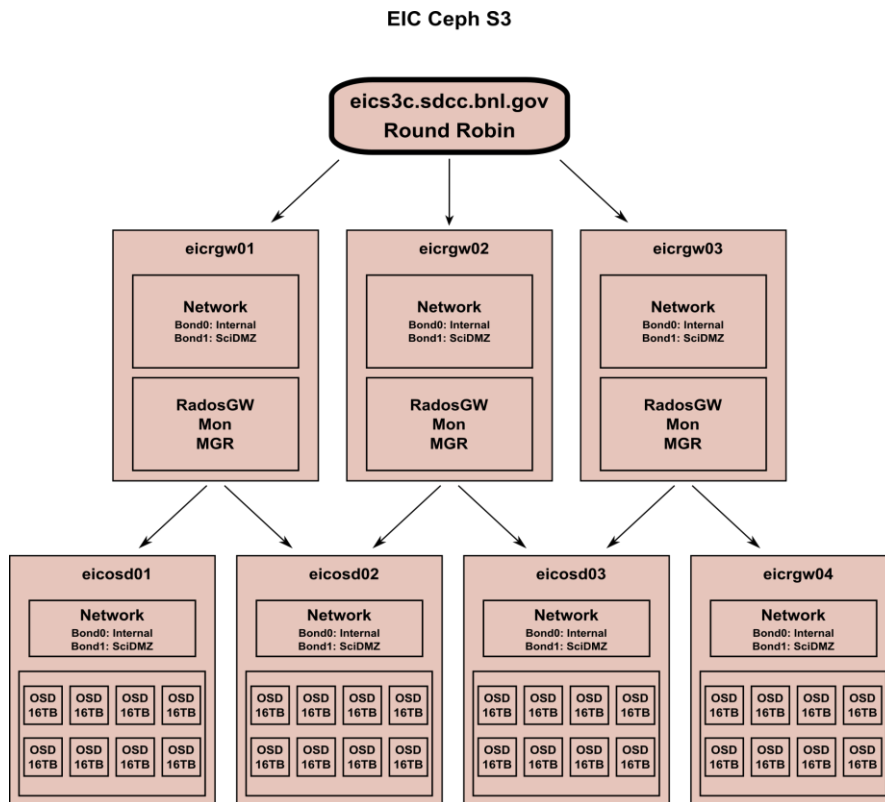 EIC Ceph S3
eics3c.sdcc.bnl.gov
Round Robin
eicrgw01
Network
Bond0: Internal
Bond1: SciDMZ
RadosGW
Mon
MGR
eicrgw02
Network
Bond0: Internal
Bond1: SciDMZ
RadosGW
Mon
MGR
eicrgw03
Network
Bond0: Internal
Bond1: SciDMZ
RadosGW
Mon
MGR
eicosd01
Network
Bond0: Internal
Bond1: SciDMZ
OSD OSD OSD OSD
16TB 16TB 16TB 16TB
OSD OSD OSD OSD
16TB 16TB 16TB 16TB
eicosd02
Network
Bond0: Internal
Bond1: SciDMZ
OSD OSD OSD OSD
16TB 16TB 16TB 16TB
OSD OSD OSD OSD
16TB 16TB 16TB 16TB
eicosd03
Network
Bond0: Internal
Bond1: SciDMZ
OSD OSD OSD OSD
16TB 16TB 16TB 16TB
OSD OSD OSD OSD
16TB 16TB 16TB 16TB
eicrgw04
Network
Bond0: Internal
Bond1: SciDMZ
OSD OSD OSD OSD
16TB 16TB 16TB 16TB
OSD OSD OSD OSD
16TB 16TB 16TB 16TB